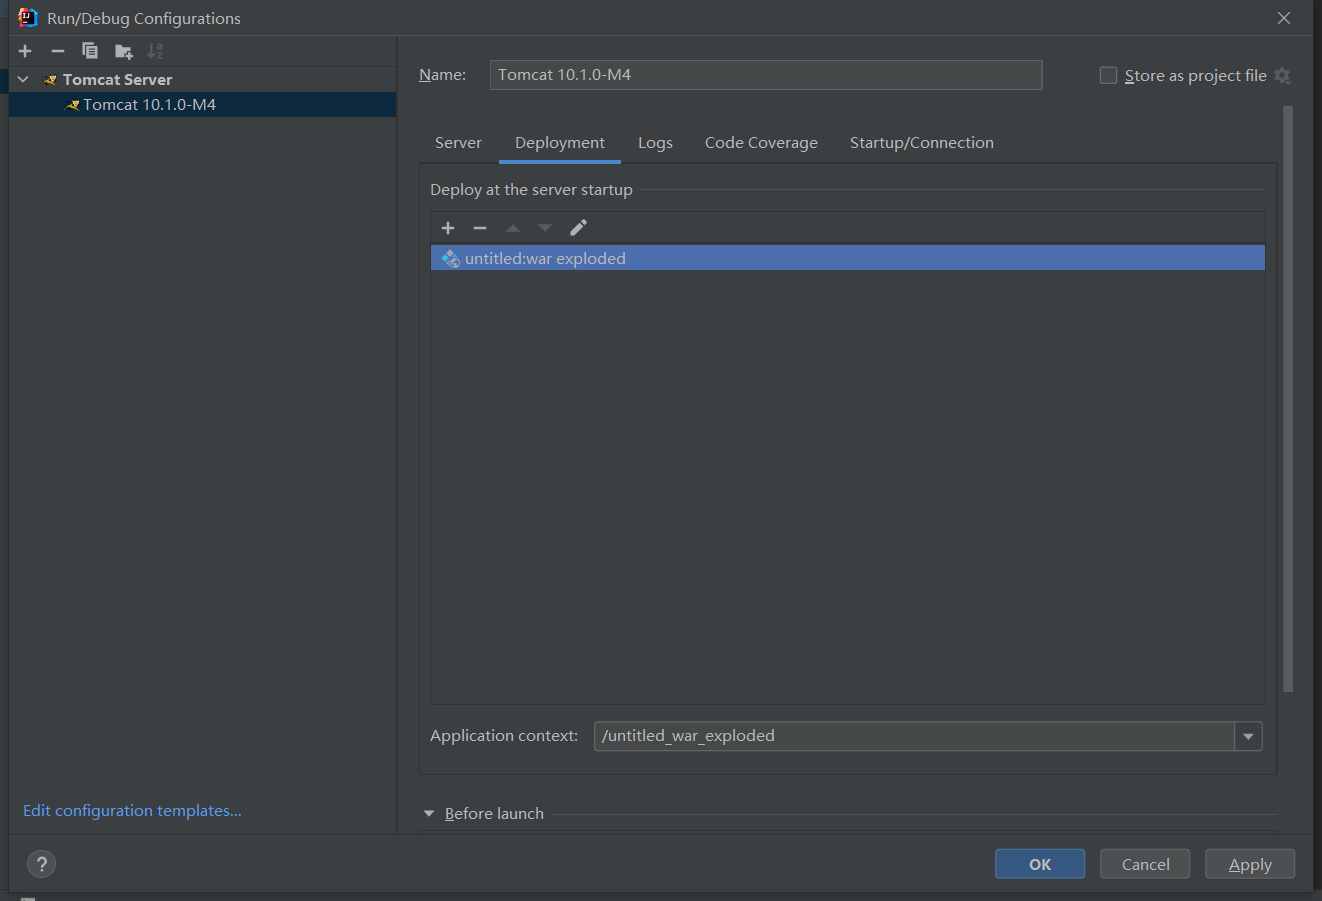 Run/Debug Configurations
Tomcat Server
Tomcat 10.1.0-M4
Edit configuration templates...
Name: Tomcat 10.1.0-M4 Store as project file
Server Deployment Logs Code Coverage Startup/Connection
Deploy at the server startup
untitled:war exploded
Application context: /untitled_war_exploded
Before launch
? OK Cancel Apply